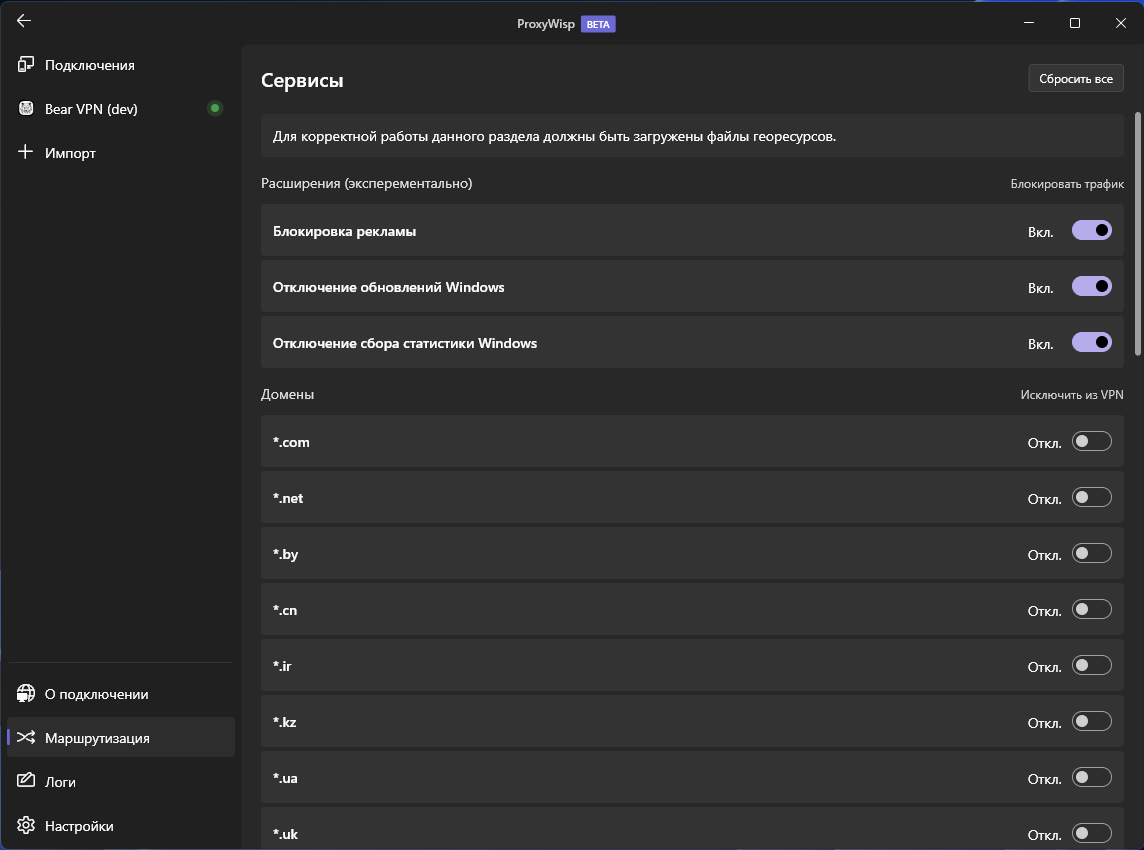 ProxyWisp BETA
Подключения
Bear VPN (dev)
Импорт
О подключении
Маршрутизация
Логи
Настройки
Сервисы
Сбросить все
Для корректной работы данного раздела должны быть загружены файлы георесурсов.
Расширения (эксперементально)
Блокировать трафик
Блокировка рекламы
Вкл.
Отключение обновлений Windows
Вкл.
Отключение сбора статистики Windows
Вкл.
Домены
Исключить из VPN
*.com
Откл.
*.net
Откл.
*.by
Откл.
*.cn
Откл.
*.ir
Откл.
*.kz
Откл.
*.ua
Откл.
*.uk
Откл.